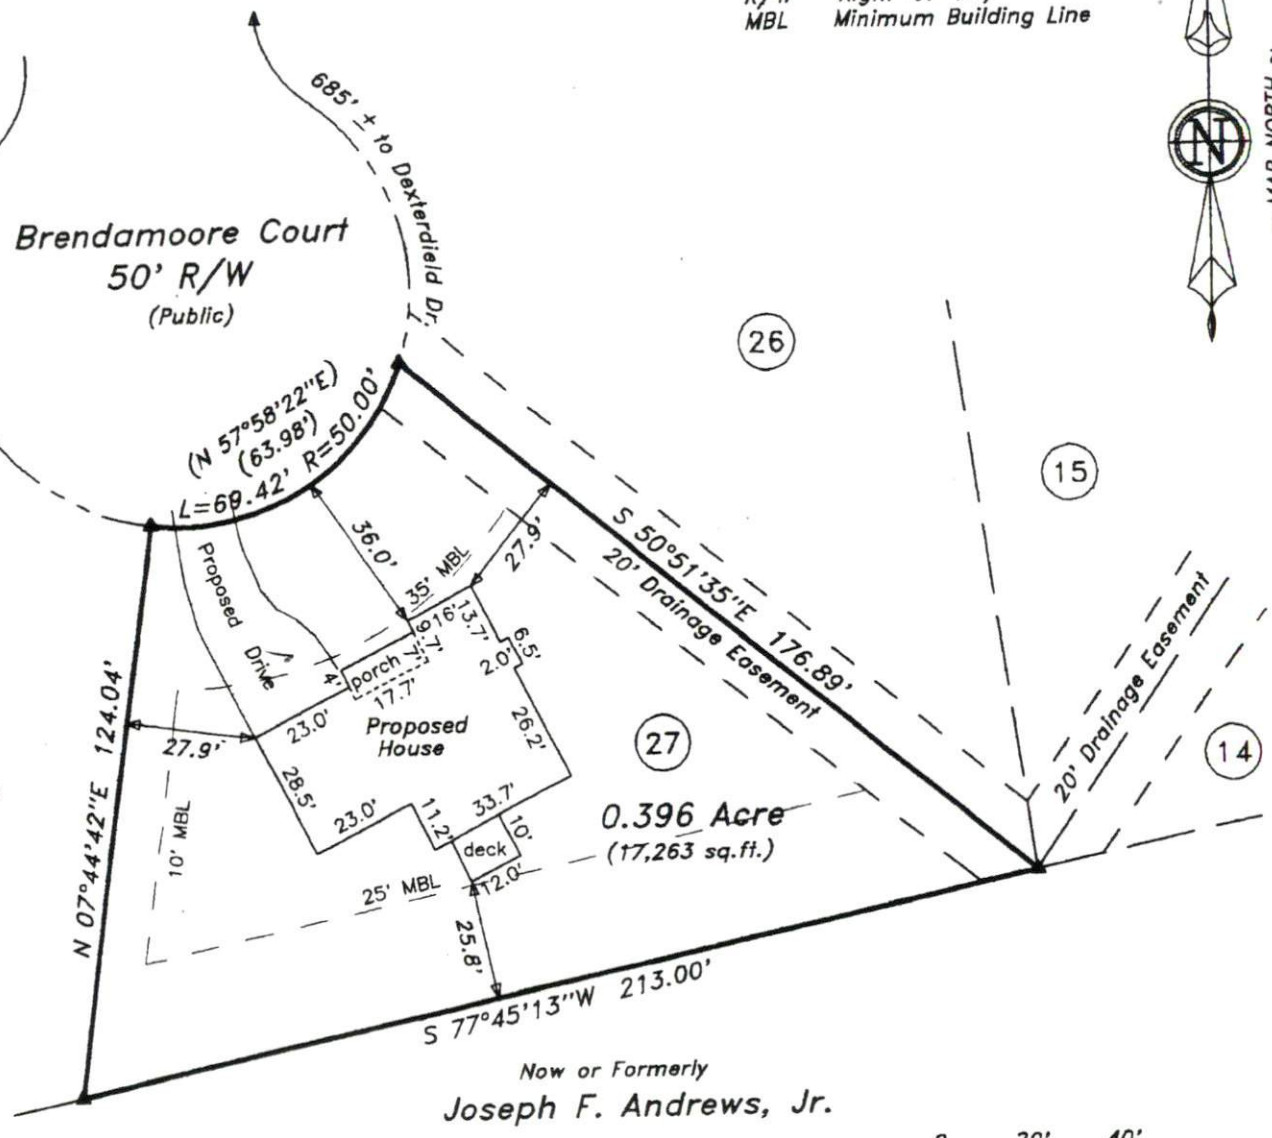 MBL Minimum Building Line
N
MAP NORTH
685' ± to Dexterdield Dr.
Brendamoore Court
50' R/W
(Public)
26
15
(N 57°58'22"E)
(63.98')
L=69.42' R=50.00'
36.0'
35' MBL
27.9'
S 50°51'35"E 176.89'
20' Drainage Easement
20' Drainage Easement
14
Proposed Drive
16'
13.7'
9.7'
7'
6.5'
2.0'
4'
porch
17.7'
23.0'
Proposed
House
26.2'
27
N 07°44'42"E 124.04'
27.9'
28.5'
23.0'
11.2'
33.7'
10'
deck
12.0'
0.396 Acre
(17,263 sq.ft.)
10' MBL
25' MBL
25.8'
S 77°45'13"W 213.00'
Now or Formerly
Joseph F. Andrews, Jr.